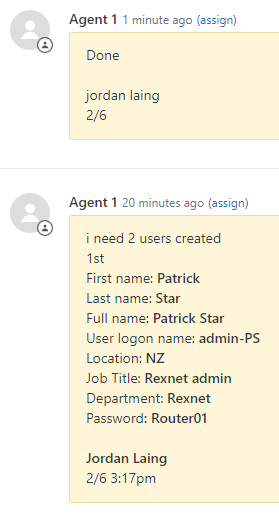 Agent 1 1 minute ago (assign)
Done
jordan laing
2/6
Agent 1 20 minutes ago (assign)
i need 2 users created
1st
First name: Patrick
Last name: Star
Full name: Patrick Star
User logon name: admin-PS
Location: NZ
Job Title: Rexnet admin
Department: Rexnet
Password: Router01
Jordan Laing
2/6 3:17pm